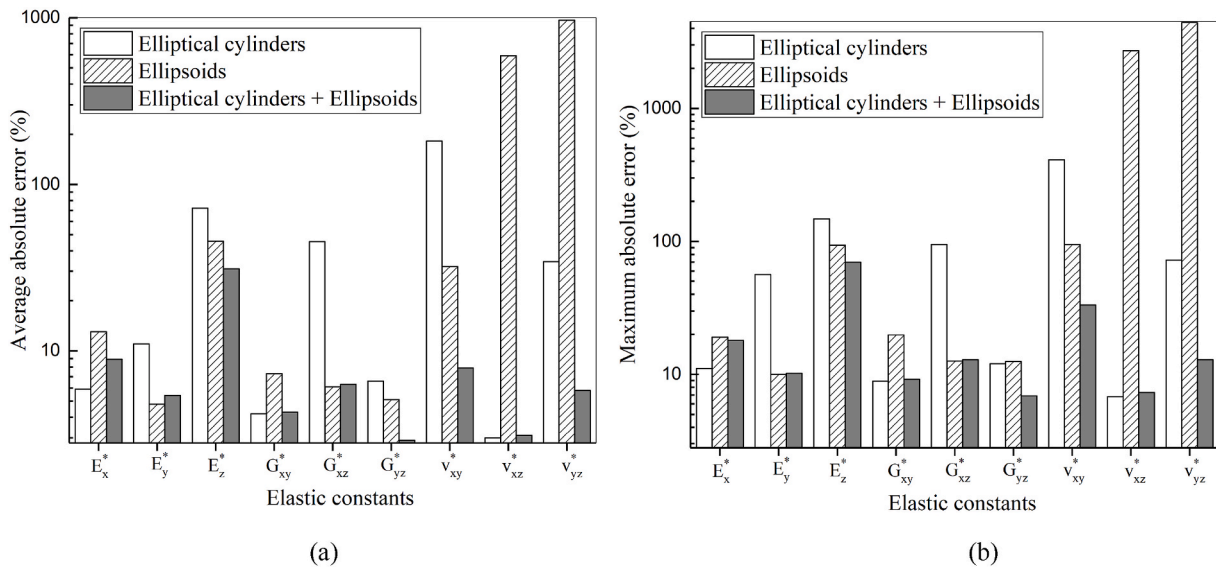 1000
100
10
Average absolute error (%)
Elliptical cylinders
Ellipsoids
Elliptical cylinders + Ellipsoids
E*x E*y E*z G*xy G*xz G*yz v*xy v*xz v*yz
Elastic constants
(a)
1000
100
10
Maximum absolute error (%)
Elliptical cylinders
Ellipsoids
Elliptical cylinders + Ellipsoids
E*x E*y E*z G*xy G*xz G*yz v*xy v*xz v*yz
Elastic constants
(b)